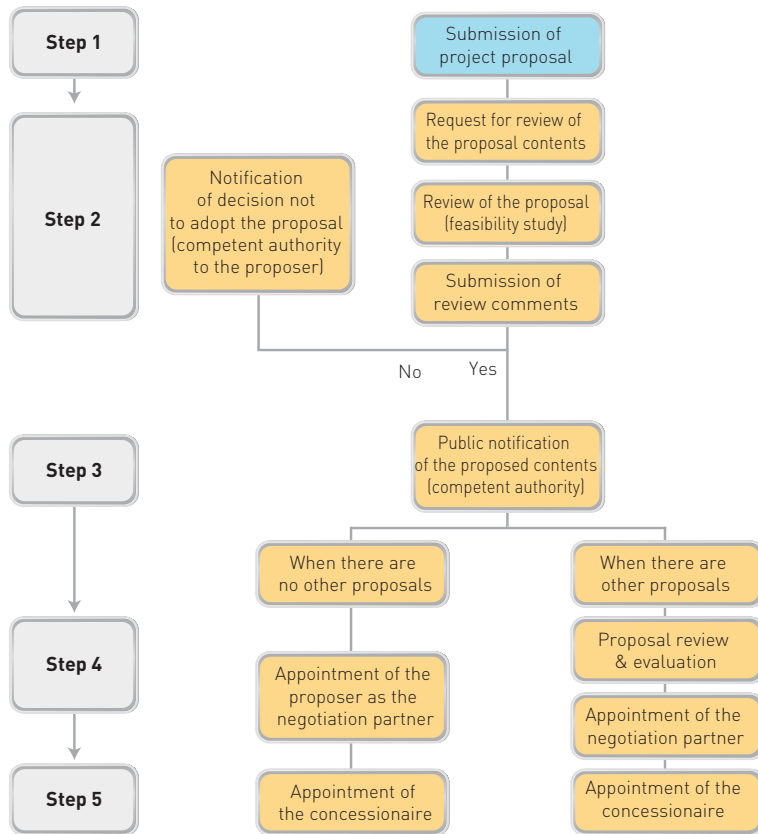 Step 1
Submission of
project proposal
Request for review of
the proposal contents
Step 2
Notification
of decision not
to adopt the proposal
(competent authority
to the proposer)
Review of the proposal
(feasibility study)
Submission of
review comments
No
Yes
Step 3
Public notification
of the proposed contents
(competent authority)
When there are
no other proposals
When there are
other proposals
Step 4
Proposal review
& evaluation
Appointment of the
proposer as the
negotiation partner
Appointment of the
negotiation partner
Step 5
Appointment of
the concessionaire
Appointment of the
concessionaire